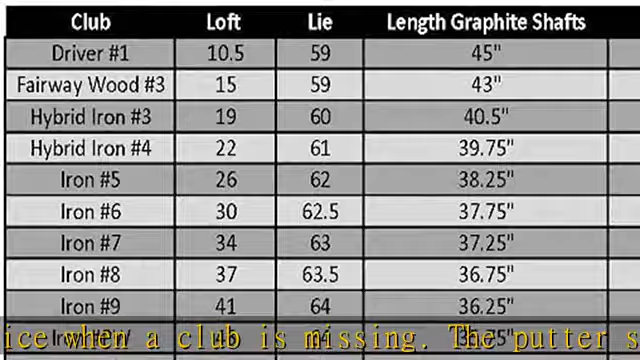 Club Loft Lie Length Graphite Shafts
Driver #1 10.5 59 45"
Fairway Wood #3 15 59 43"
Hybrid Iron #3 19 60 40.5"
Hybrid Iron #4 22 61 39.75"
Iron #5 26 62 38.25"
Iron #6 30 62.5 37.75"
Iron #7 34 63 37.25"
Iron #8 37 63.5 36.75"
Iron #9 41 64 36.25"
ice when a club is missing. The putter s